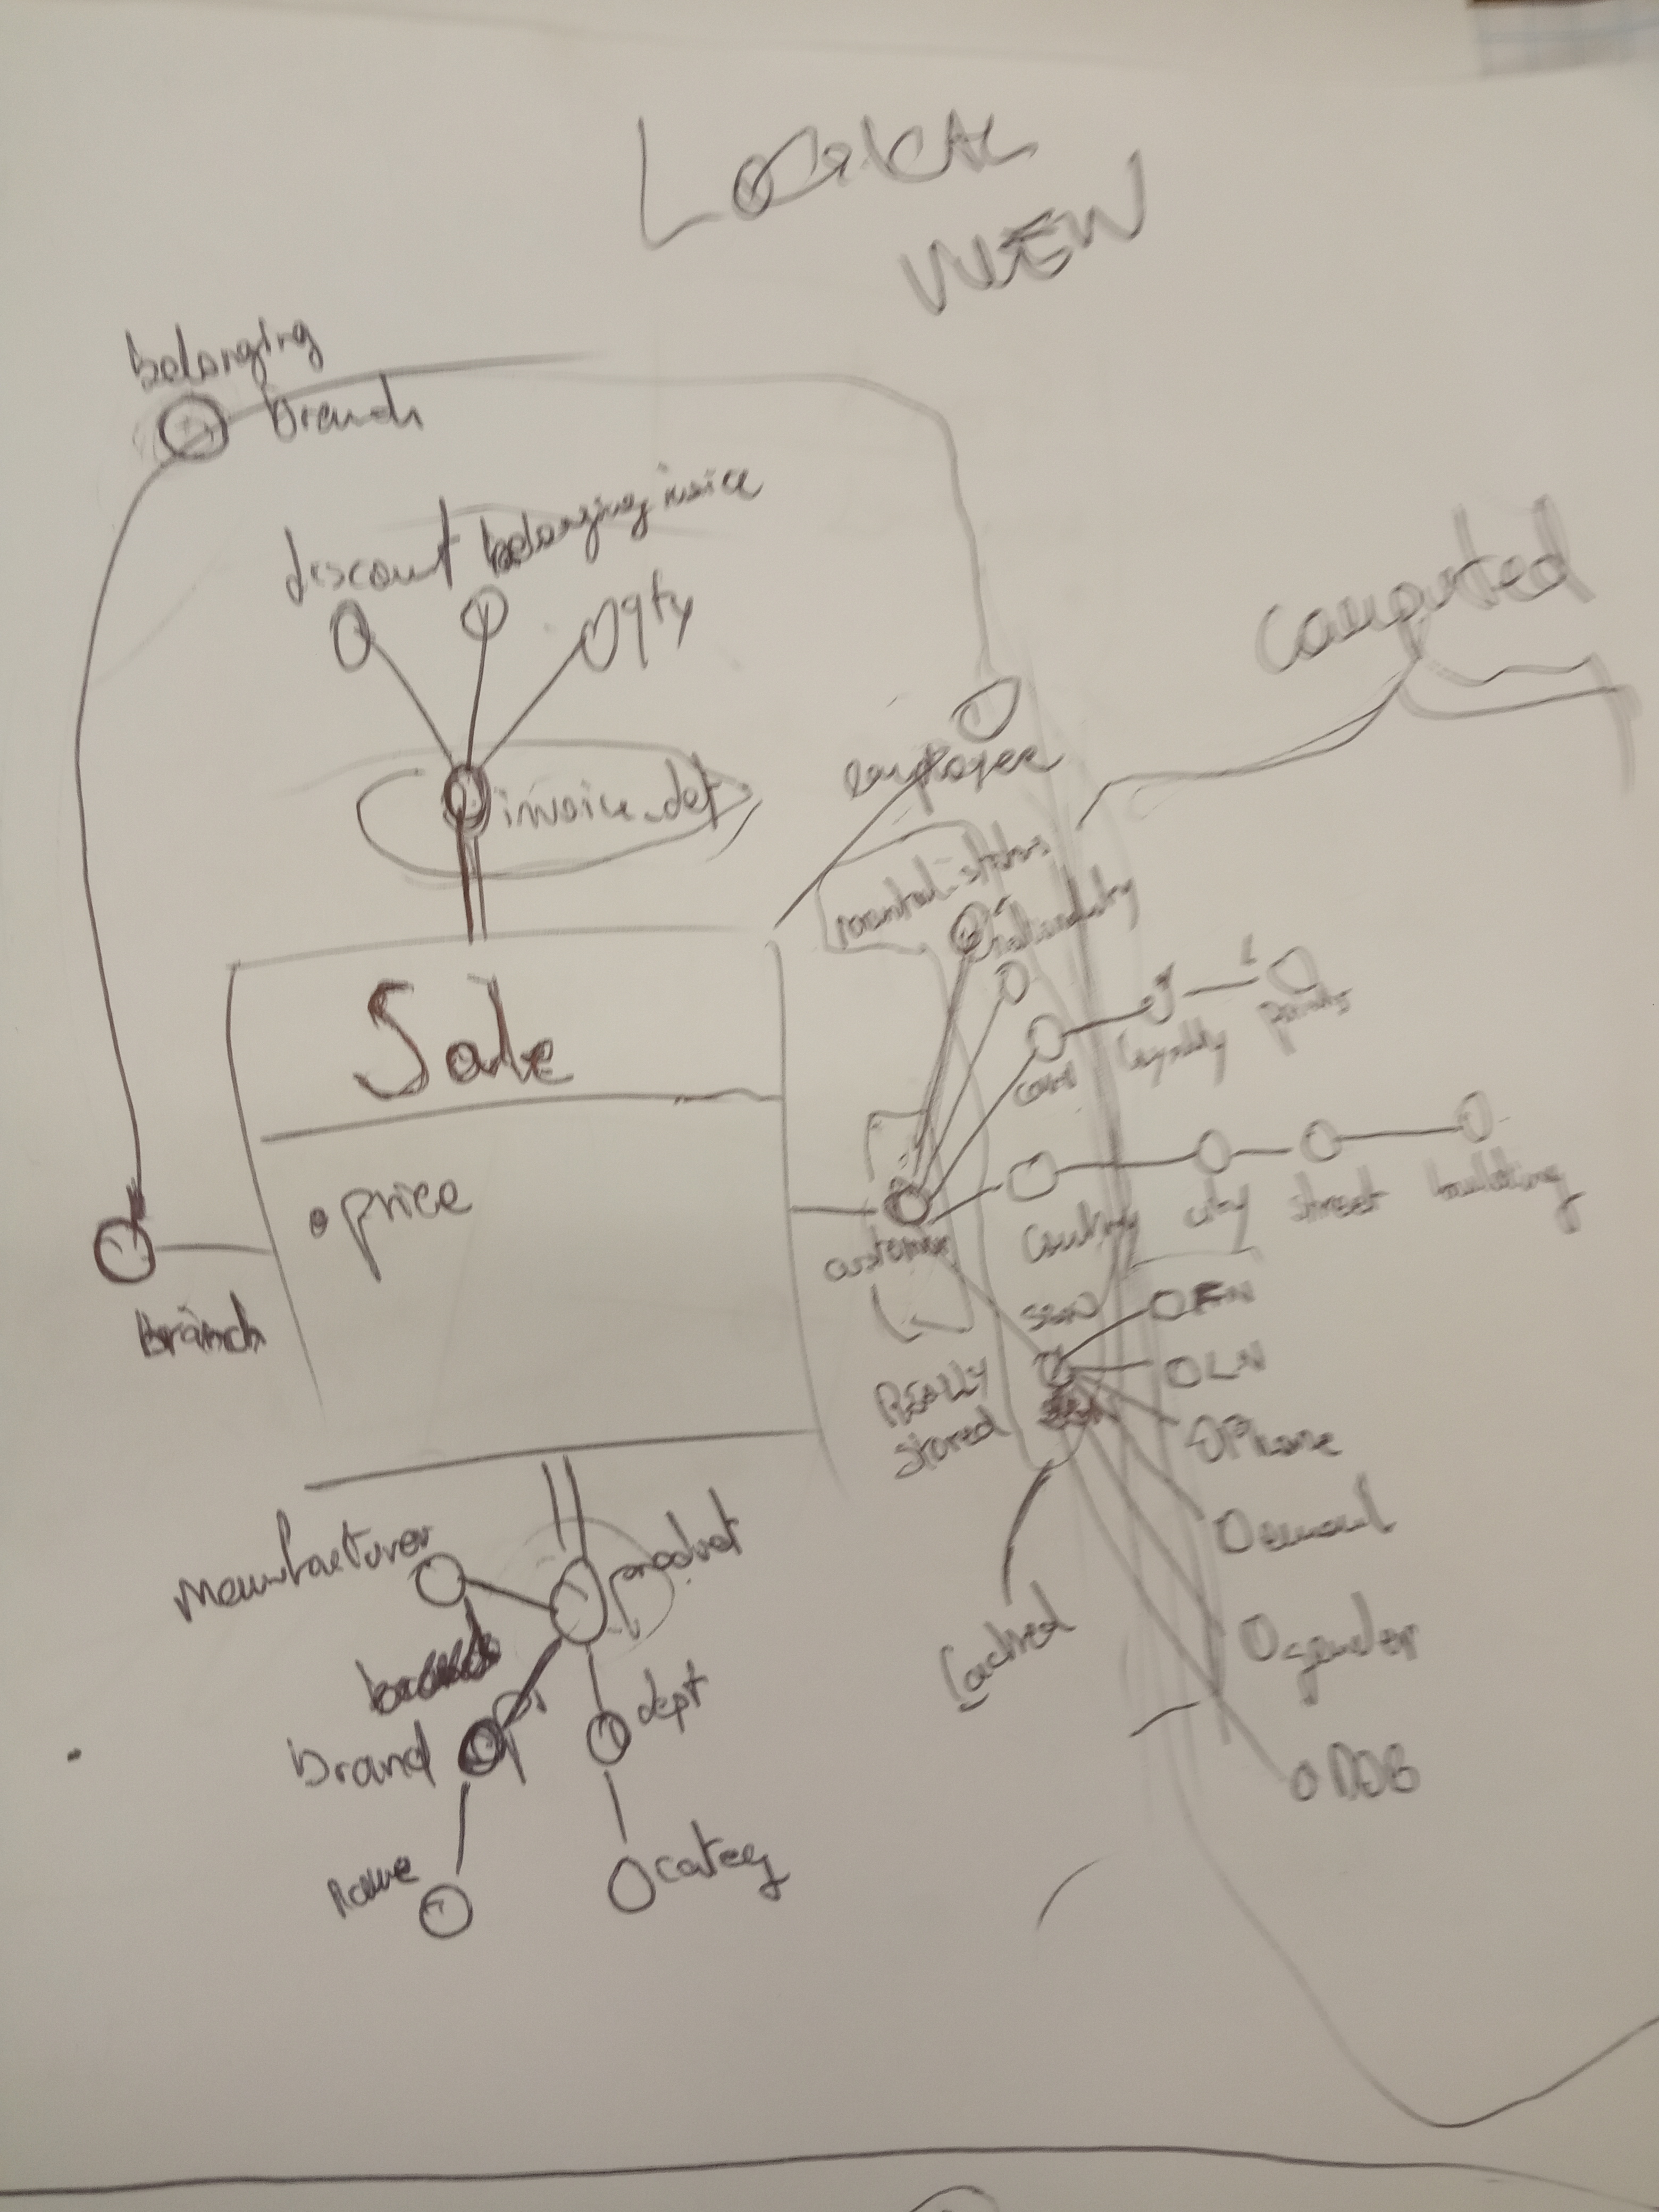 LOGICAL
VIEW
belonging
branch
discount belonging invoice
qty
computed
employee
invoice_det
marital-status
nationality
Sale
card loyalty points
• price
customer
country city street building
SSN
FN
LN
Branch
REALLY
stored
Phone
email
Manufacturer
product
gender
Cached
dept
brand
DOB
name
categ